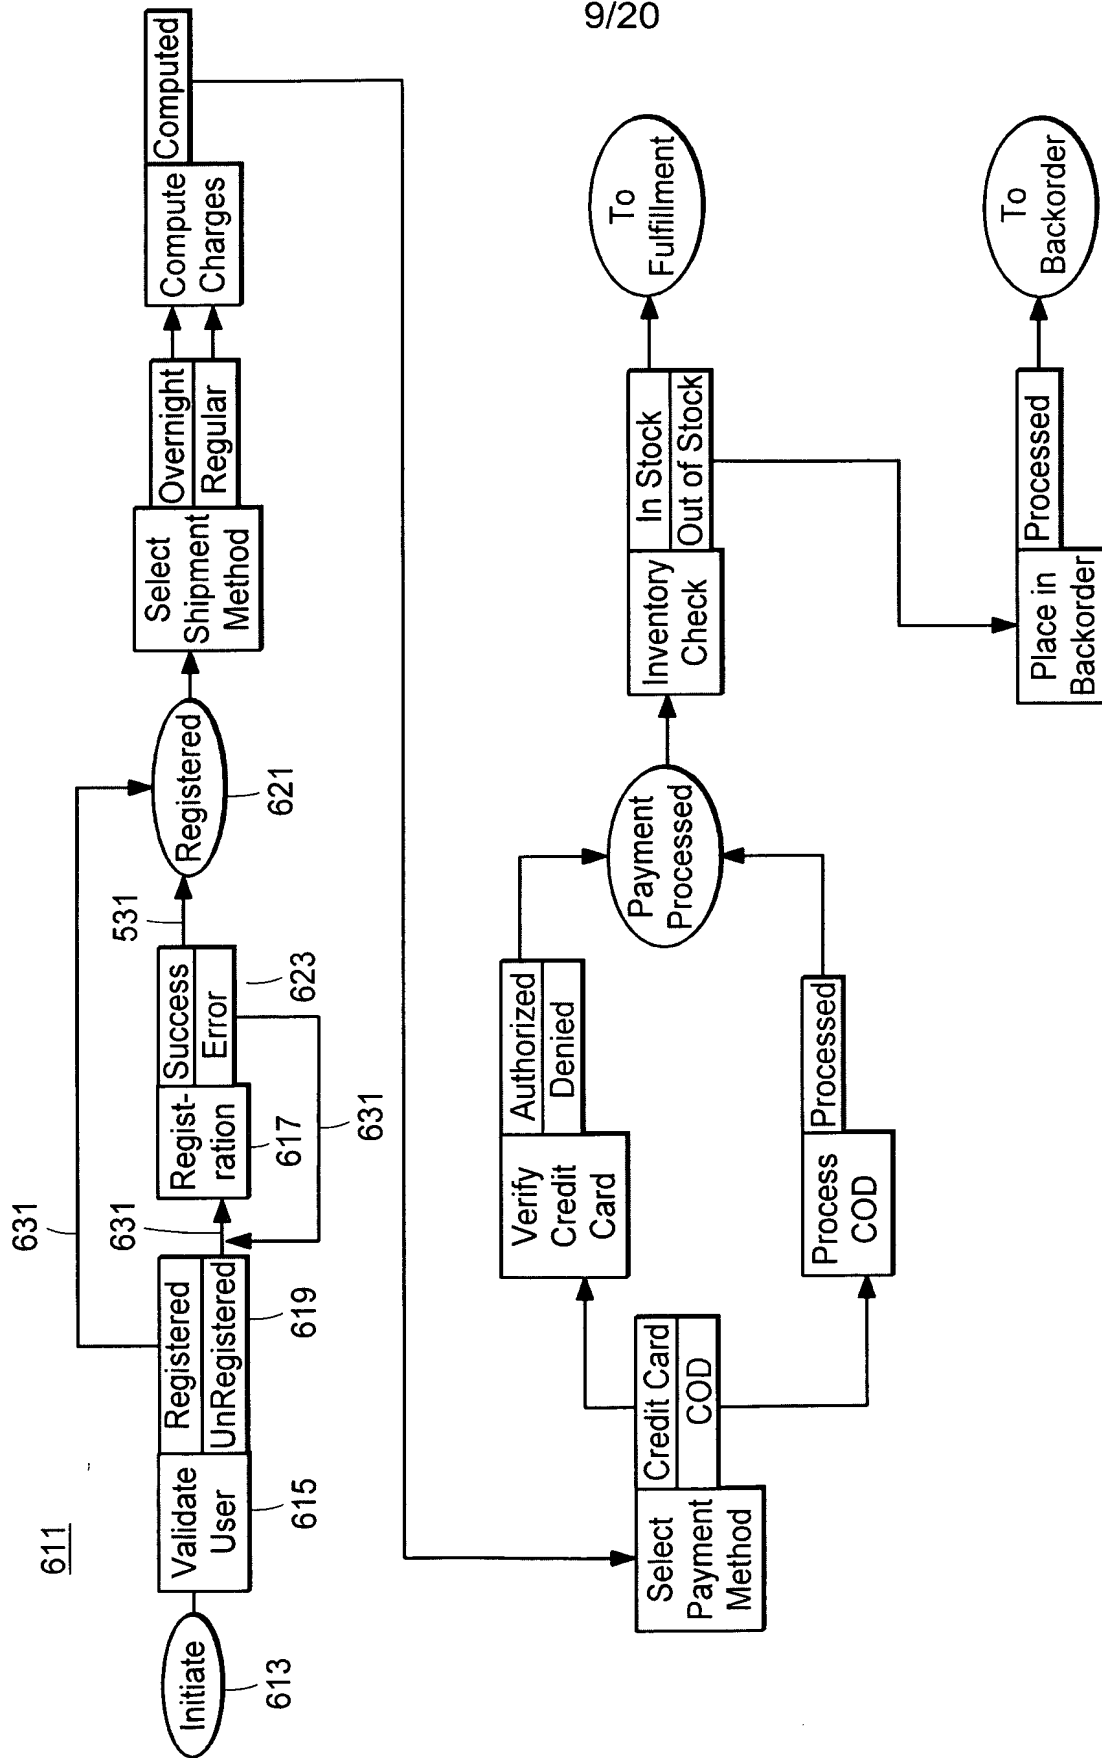 9/20
611
Initiate
613
Validate
User
615
Registered
UnRegistered
619
631
631
Regist-
ration
617
Success
Error
623
631
531
Registered
621
Select
Shipment
Method
Overnight
Regular
Compute
Charges
Computed
Select
Payment
Method
Credit Card
COD
Verify
Credit
Card
Authorized
Denied
Process
COD
Processed
Payment
Processed
Inventory
Check
In Stock
Out of Stock
To
Fulfillment
Place in
Backorder
Processed
To
Backorder